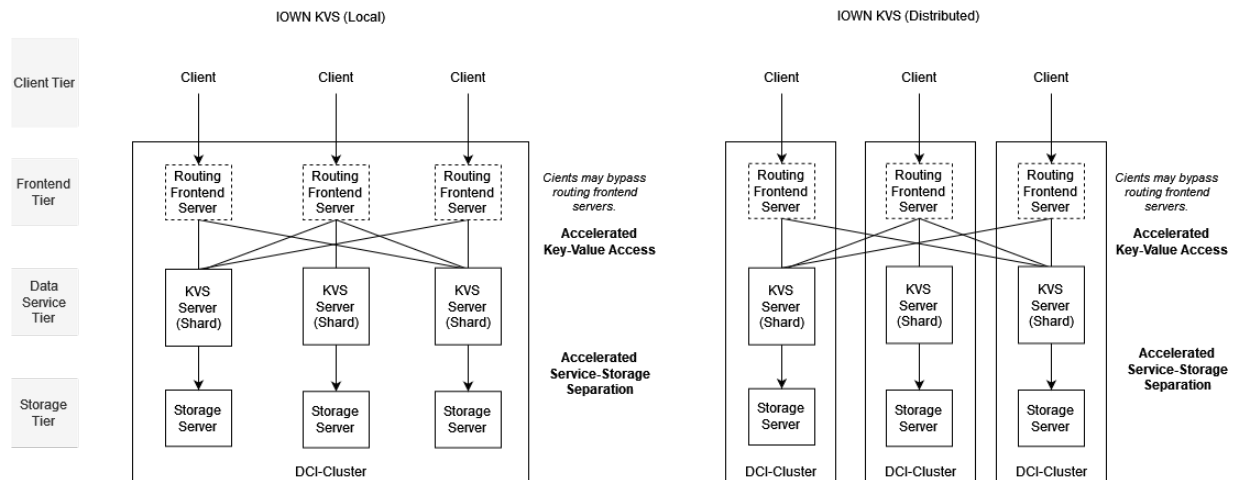 IOWN KVS (Local)
IOWN KVS (Distributed)
Client Tier
Client
Client
Client
Client
Client
Client
Frontend
Tier
Routing
Frontend
Server
Routing
Frontend
Server
Routing
Frontend
Server
Cients may bypass
routing frontend
servers.
Accelerated
Key-Value Access
Routing
Frontend
Server
Routing
Frontend
Server
Routing
Frontend
Server
Cients may bypass
routing frontend
servers.
Accelerated
Key-Value Access
Data
Service
Tier
KVS
Server
(Shard)
KVS
Server
(Shard)
KVS
Server
(Shard)
KVS
Server
(Shard)
KVS
Server
(Shard)
KVS
Server
(Shard)
Accelerated
Service-Storage
Separation
Accelerated
Service-Storage
Separation
Storage
Tier
Storage
Server
Storage
Server
Storage
Server
Storage
Server
Storage
Server
Storage
Server
DCI-Cluster
DCI-Cluster
DCI-Cluster
DCI-Cluster